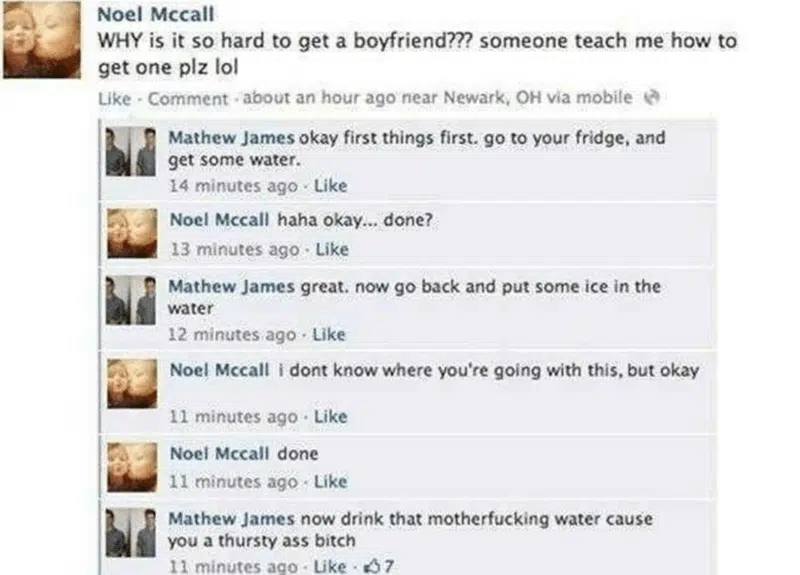 Noel Mccall
WHY is it so hard to get a boyfriend??? someone teach me how to
get one plz lol
Like · Comment · about an hour ago near Newark, OH via mobile
Mathew James okay first things first. go to your fridge, and
get some water.
14 minutes ago · Like
Noel Mccall haha okay... done?
13 minutes ago · Like
Mathew James great. now go back and put some ice in the
water
12 minutes ago · Like
Noel Mccall i dont know where you're going with this, but okay
11 minutes ago · Like
Noel Mccall done
11 minutes ago · Like
Mathew James now drink that motherfucking water cause
you a thursty ass bitch
11 minutes ago · Like · 7